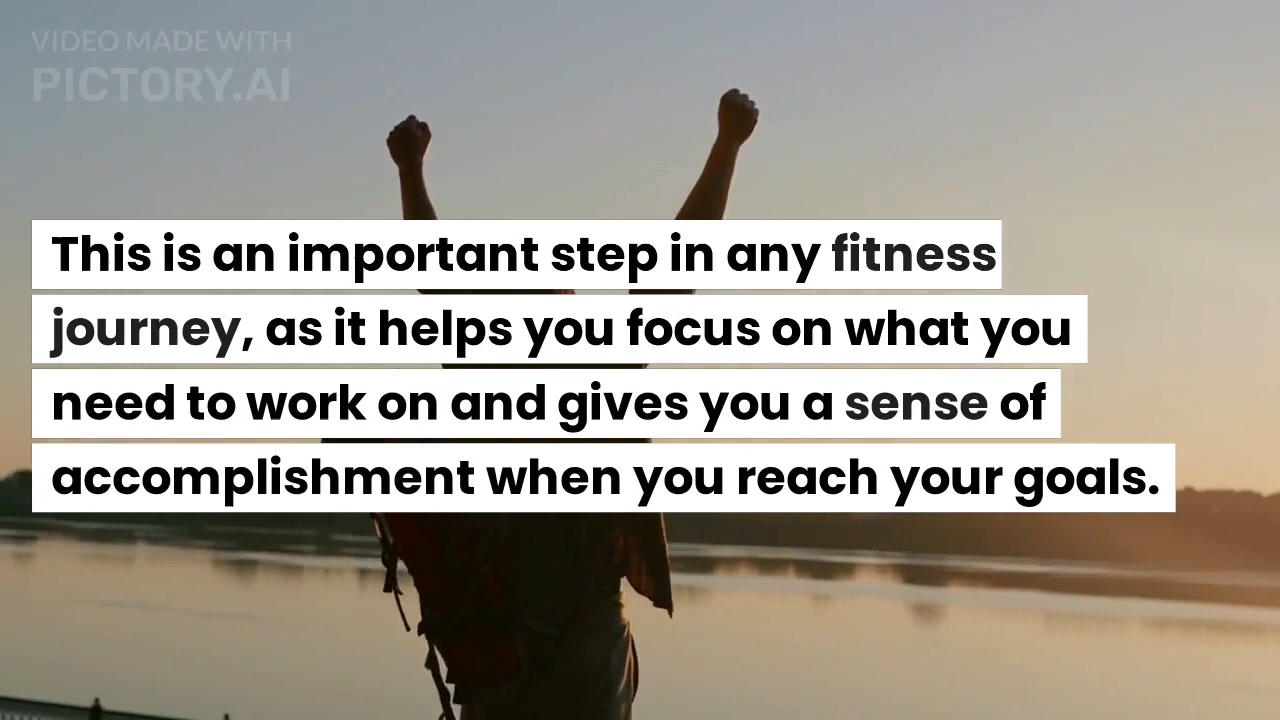 VIDEO MADE WITH
PICTORY.AI
This is an important step in any fitness
journey, as it helps you focus on what you
need to work on and gives you a sense of
accomplishment when you reach your goals.